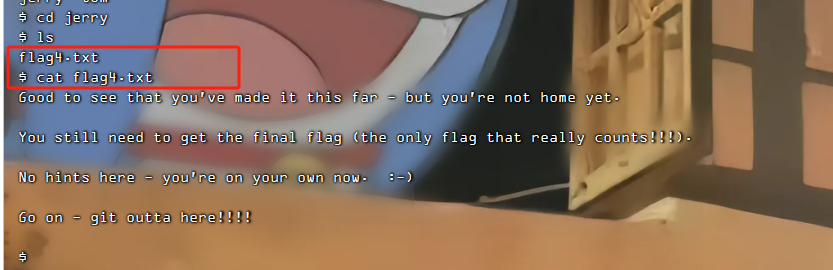 jerry tom
$ cd jerry
$ ls
flag4.txt
$ cat flag4.txt
Good to see that you've made it this far - but you're not home yet.
You still need to get the final flag (the only flag that really counts!!!).
No hints here - you're on your own now.  :-)
Go on - git outta here!!!!
$